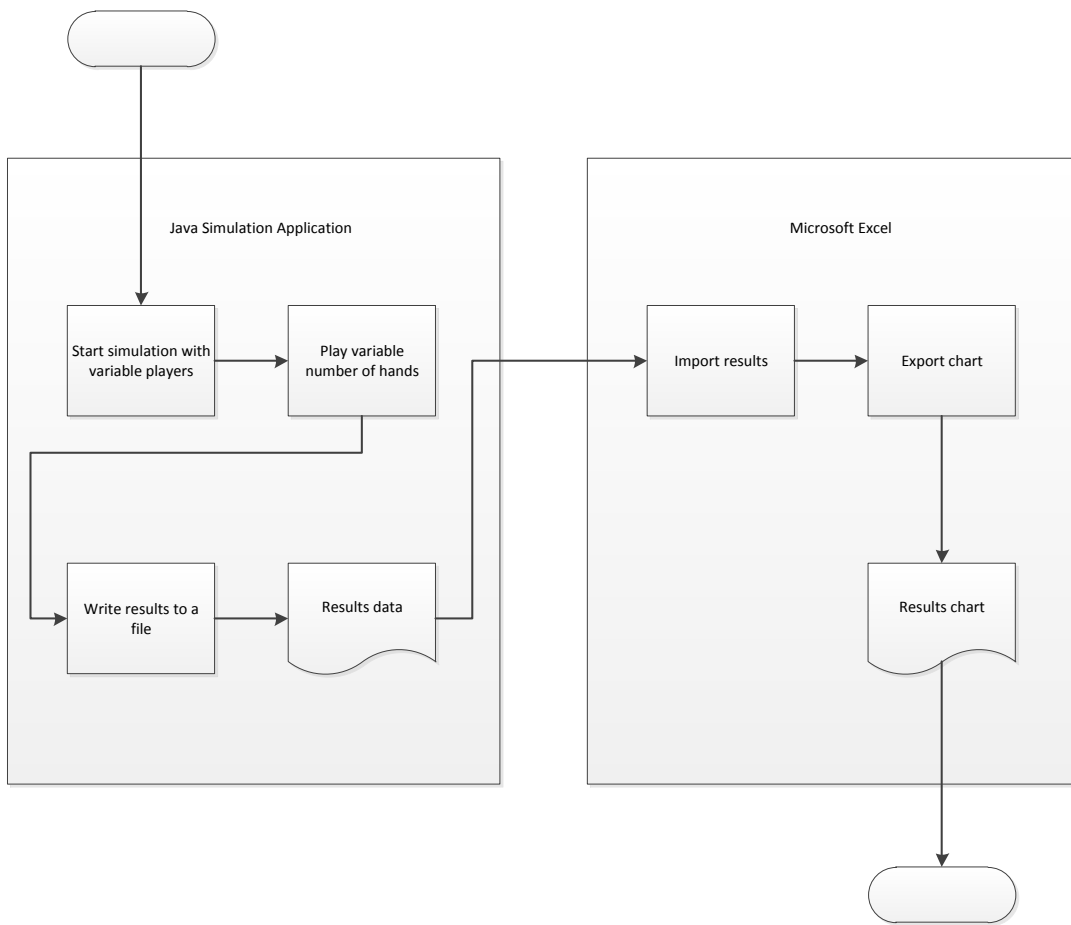 Java Simulation Application
Start simulation with
variable players
Play variable
number of hands
Write results to a
file
Results data
Microsoft Excel
Import results
Export chart
Results chart